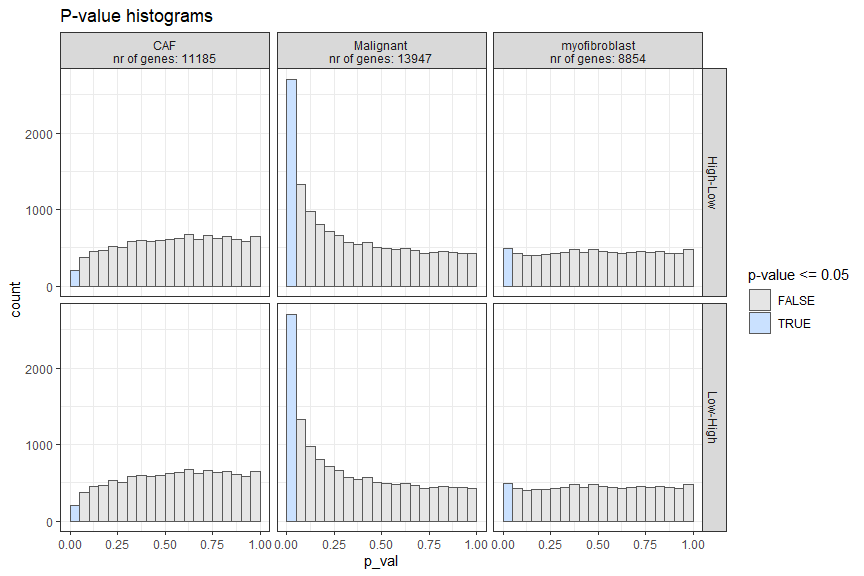 P-value histograms
CAF
nr of genes: 11185
Malignant
nr of genes: 13947
myofibroblast
nr of genes: 8854
High-Low
Low-High
2000
1000
0
2000
1000
0
count
0.00 0.25 0.50 0.75 1.00
0.00 0.25 0.50 0.75 1.00
0.00 0.25 0.50 0.75 1.00
p_val
p-value <= 0.05
FALSE
TRUE